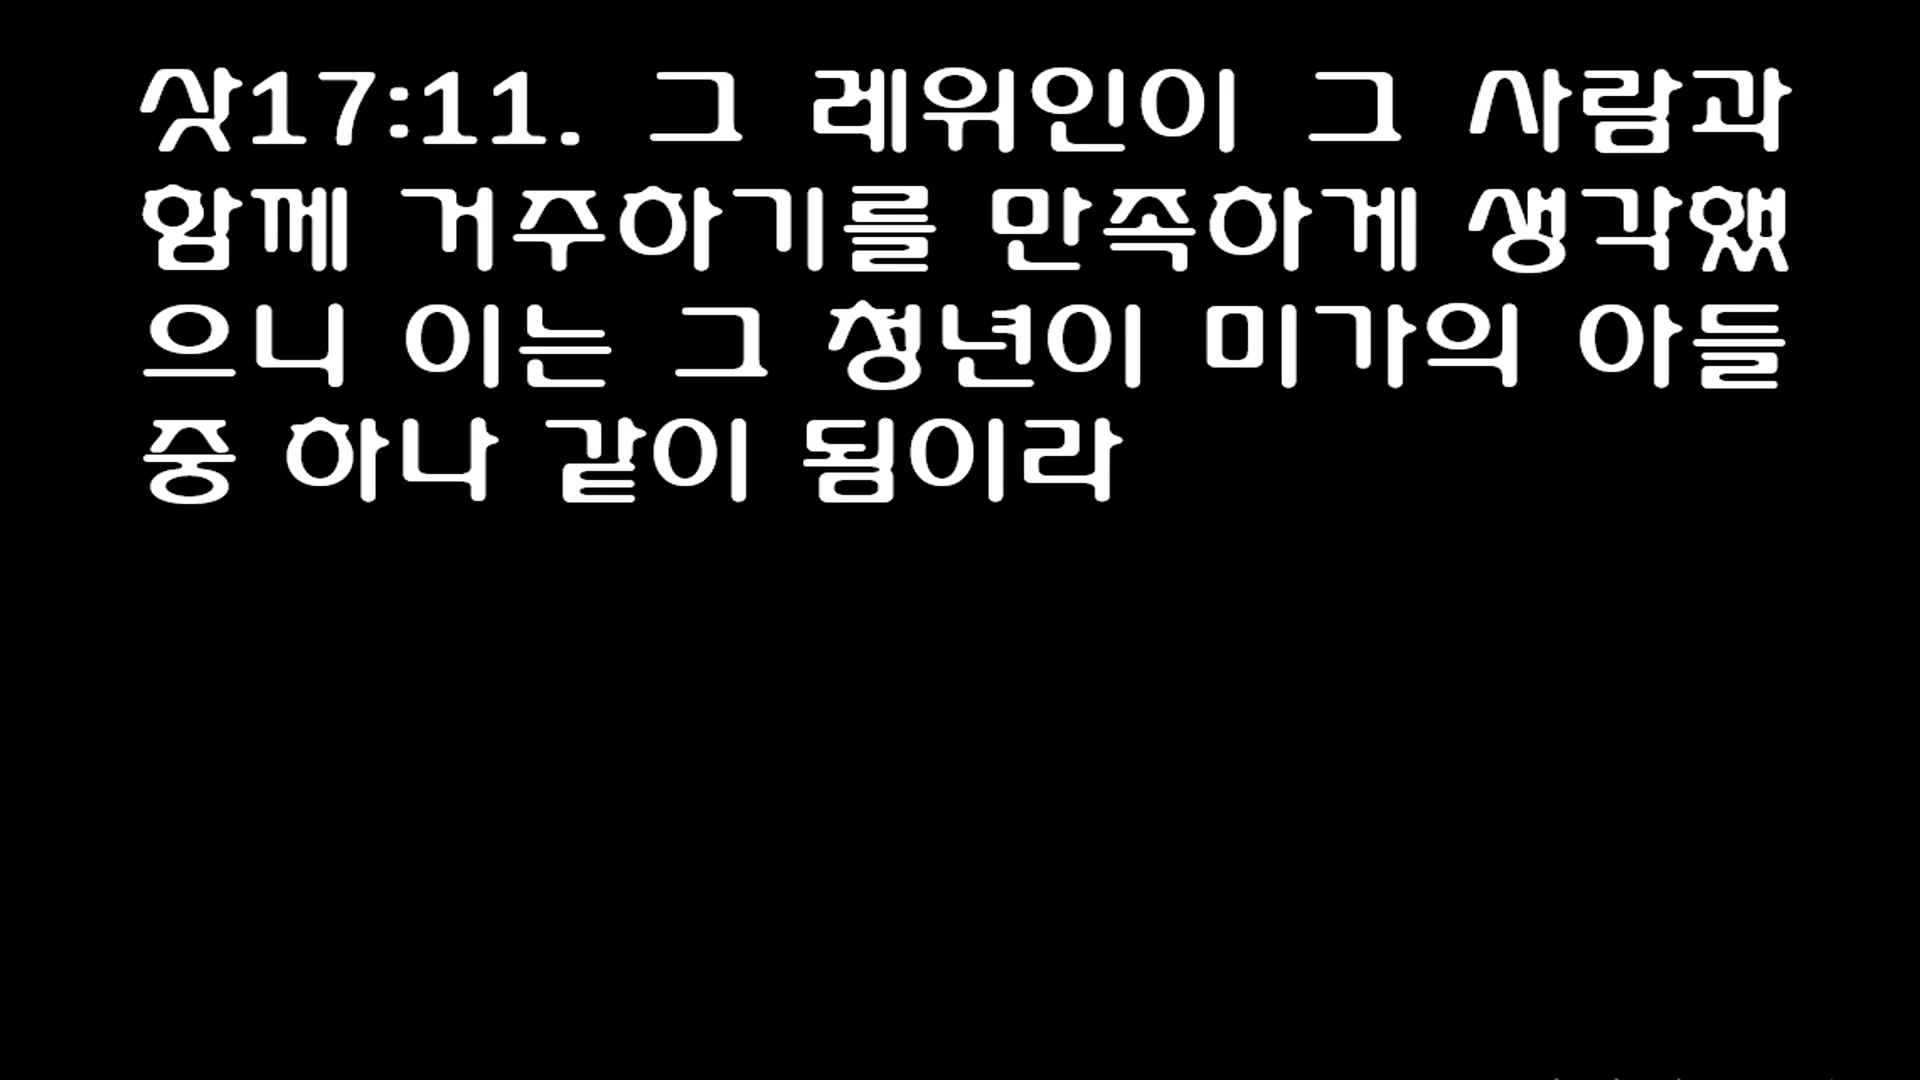 삿17:11. 그 레위인이 그 사람과
함께 거주하기를 만족하게 생각했
으니 이는 그 청년이 미가의 아들
중 하나 같이 됨이라